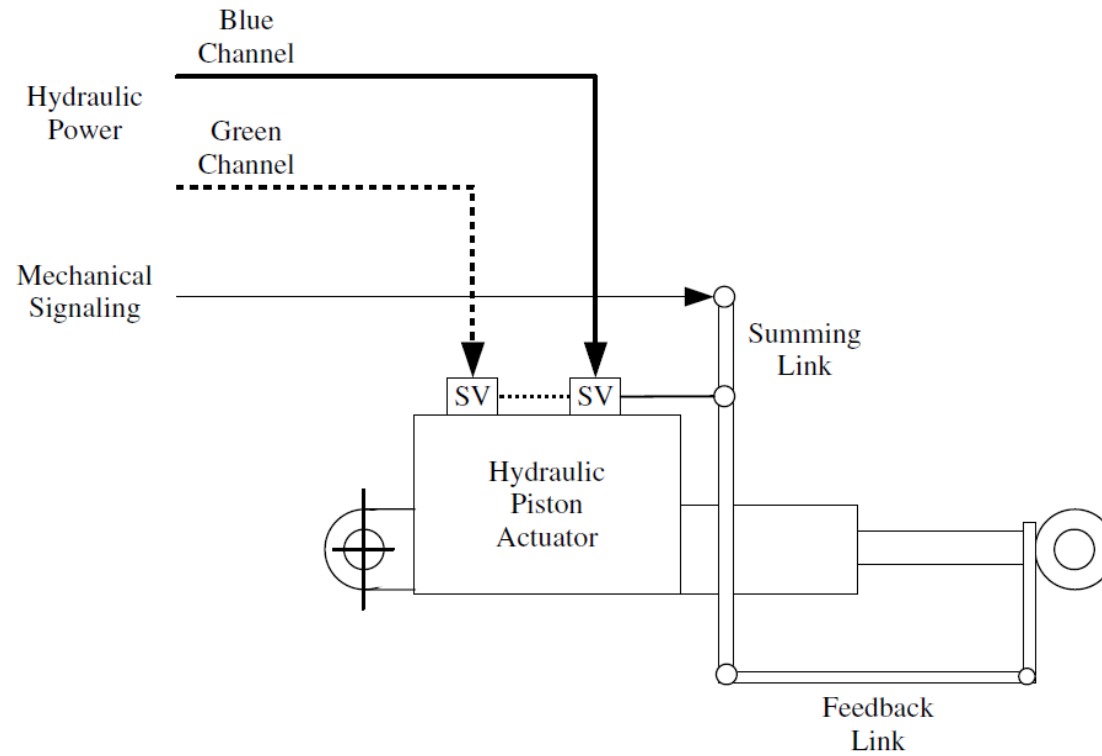 Blue
Channel
Hydraulic
Power
Green
Channel
Mechanical
Signaling
Summing
Link
SV
SV
Hydraulic
Piston
Actuator
Feedback
Link